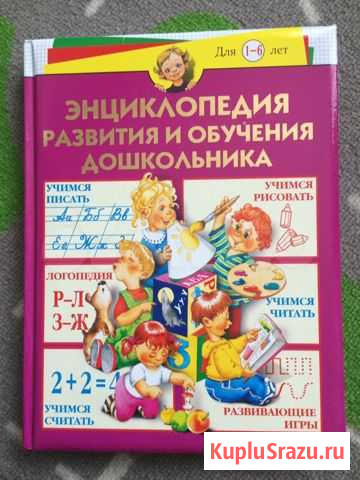 Для 1-6 лет
ЭНЦИКЛОПЕДИЯ
РАЗВИТИЯ И ОБУЧЕНИЯ
ДОШКОЛЬНИКА
УЧИМСЯ
ПИСАТЬ
Аа Бб Вв
Ее Ж ж З
УЧИМСЯ
РИСОВАТЬ
ЛОГОПЕДИЯ
Р-Л
З-Ж
УЧИМСЯ
ЧИТАТЬ
2+2=4
УЧИМСЯ
СЧИТАТЬ
РАЗВИВАЮЩИЕ
ИГРЫ
KupluSrazu.ru